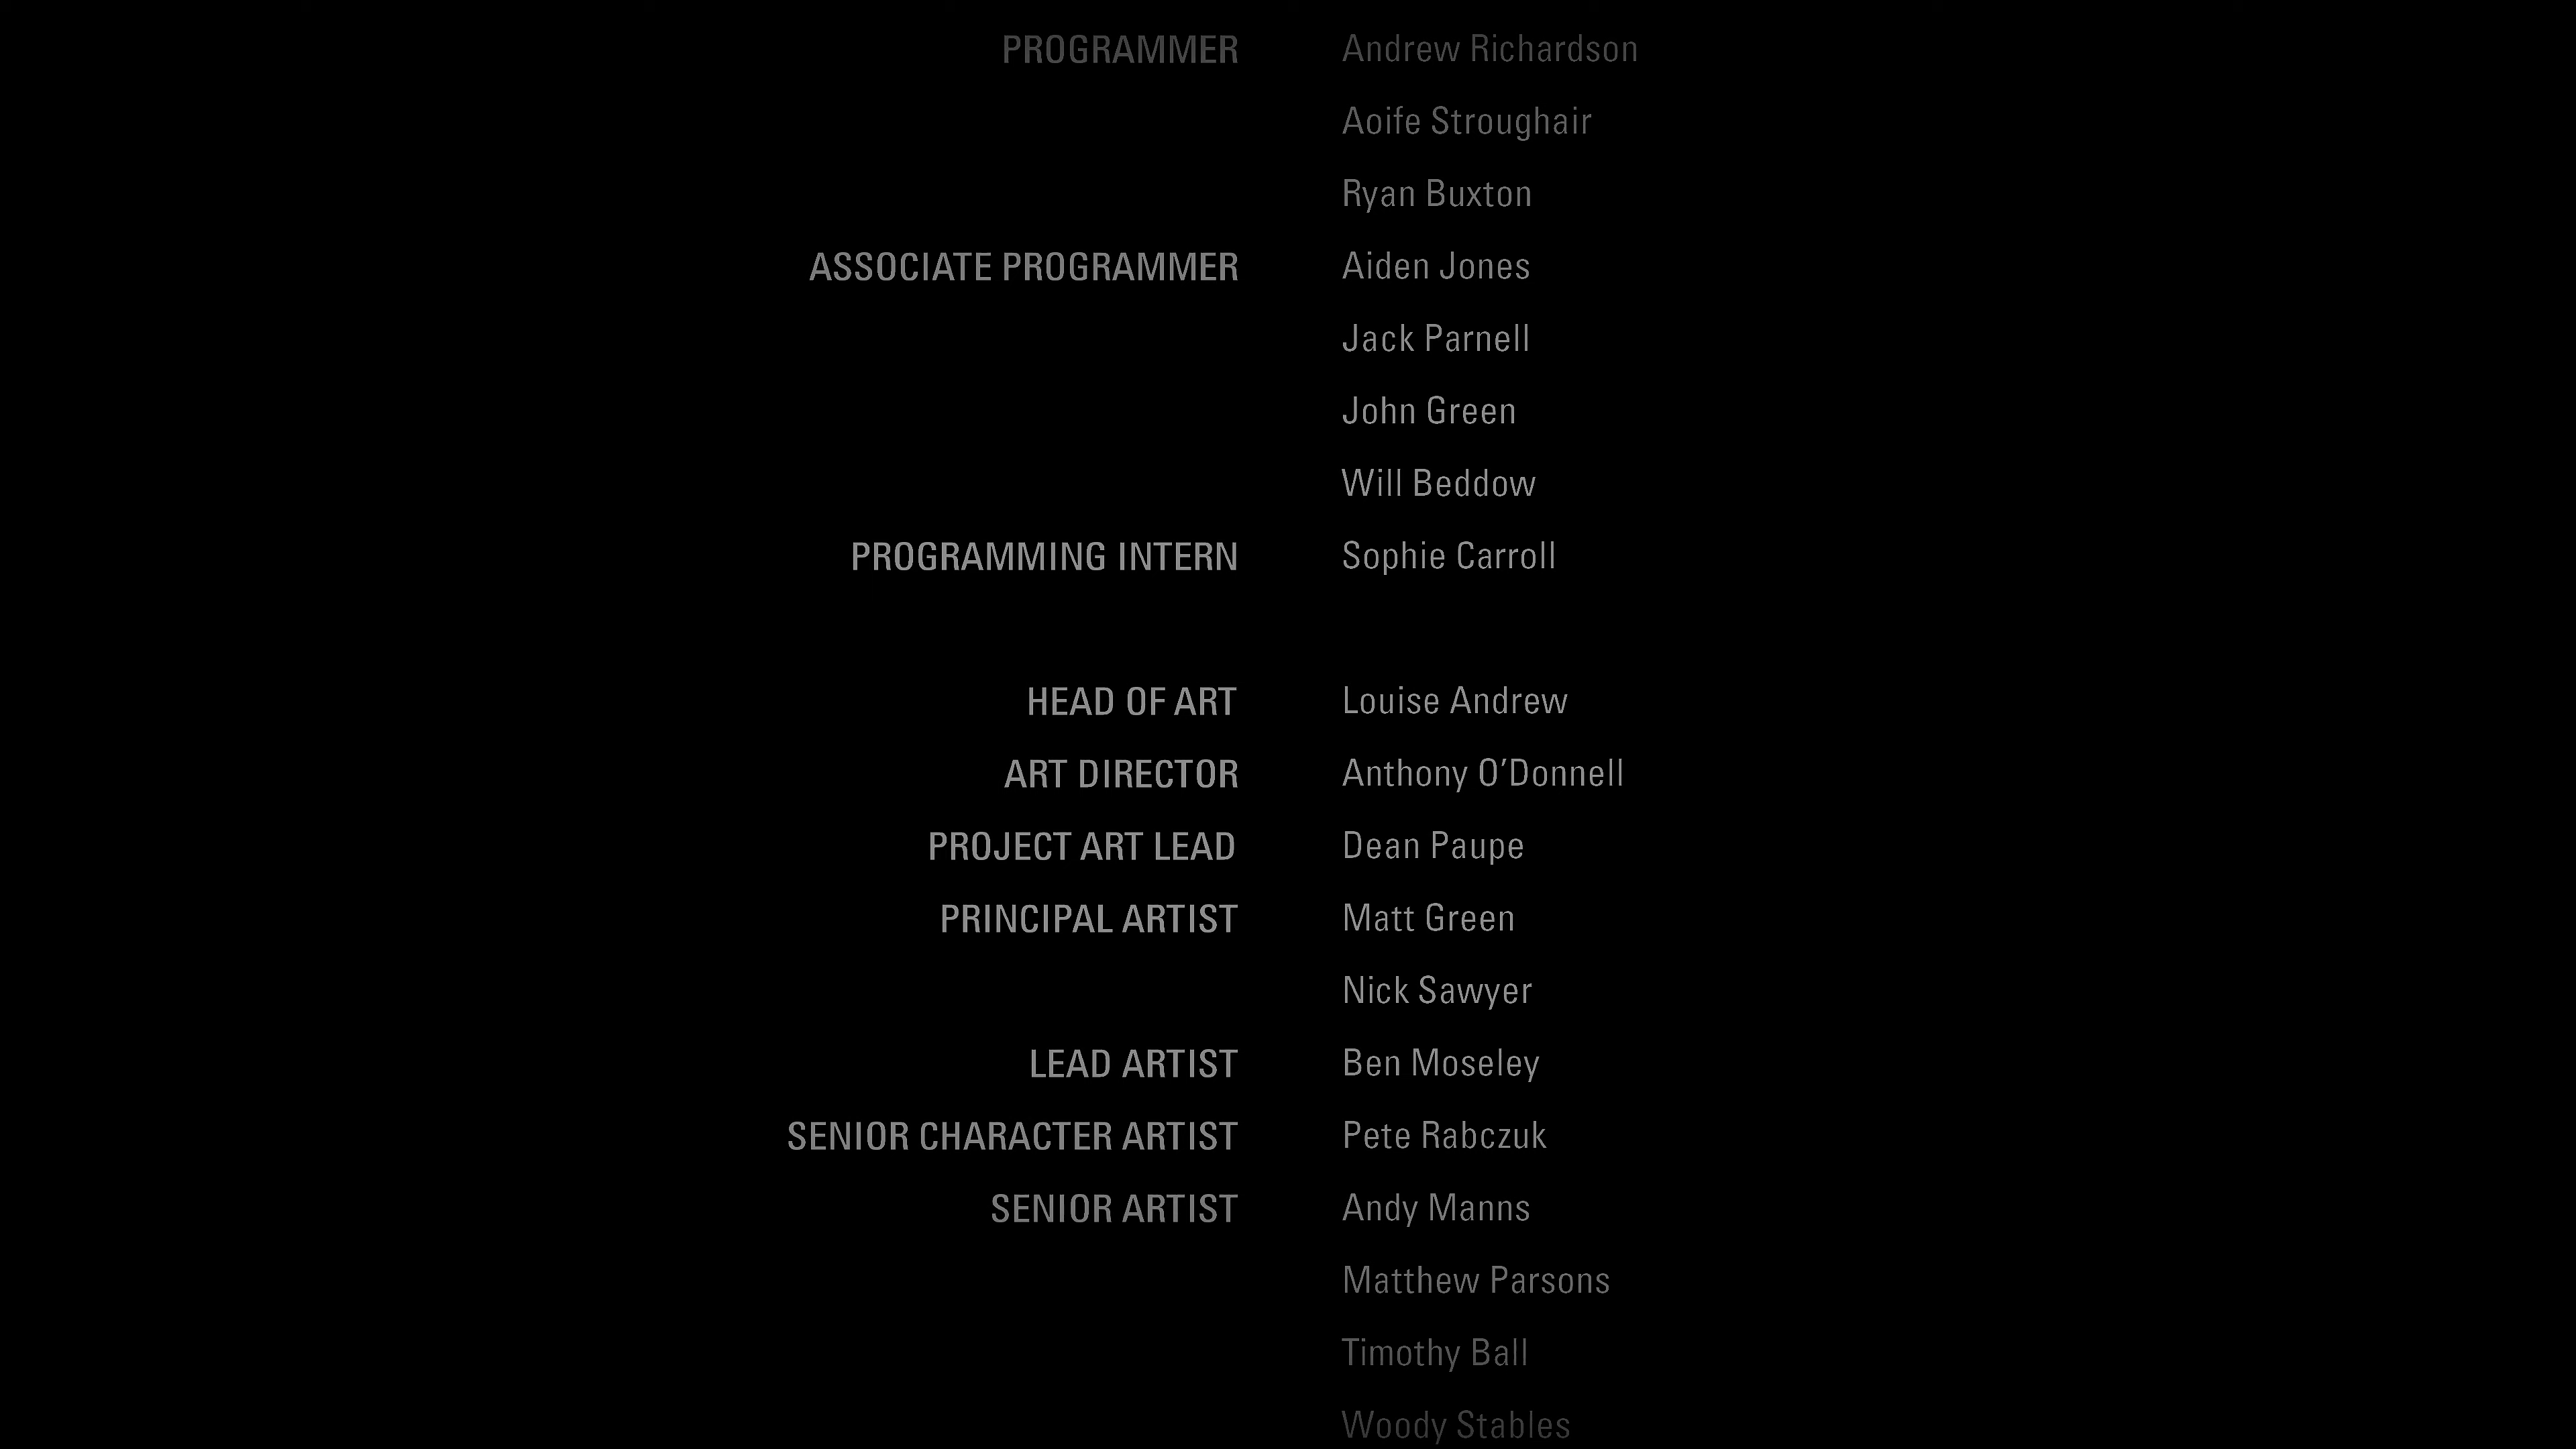 PROGRAMMER Andrew Richardson
Aoife Stroughair
Ryan Buxton
ASSOCIATE PROGRAMMER Aiden Jones
Jack Parnell
John Green
Will Beddow
PROGRAMMING INTERN Sophie Carroll
HEAD OF ART Louise Andrew
ART DIRECTOR Anthony O’Donnell
PROJECT ART LEAD Dean Paupe
PRINCIPAL ARTIST Matt Green
Nick Sawyer
LEAD ARTIST Ben Moseley
SENIOR CHARACTER ARTIST Pete Rabczuk
SENIOR ARTIST Andy Manns
Matthew Parsons
Timothy Ball
Woody Stables